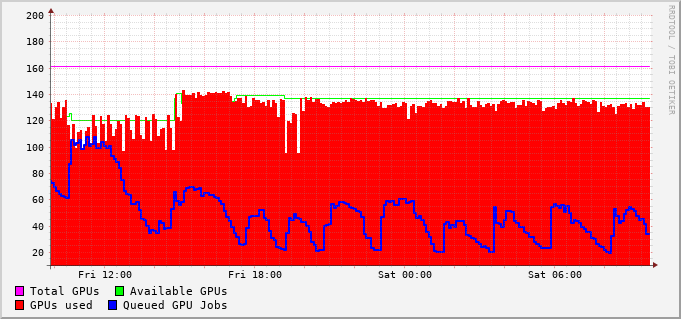 200
180
160
140
120
100
80
60
40
20
Fri 12:00 Fri 18:00 Sat 00:00 Sat 06:00
Total GPUs Available GPUs
GPUs used Queued GPU Jobs
RRDTOOL / TOBI OETIKER